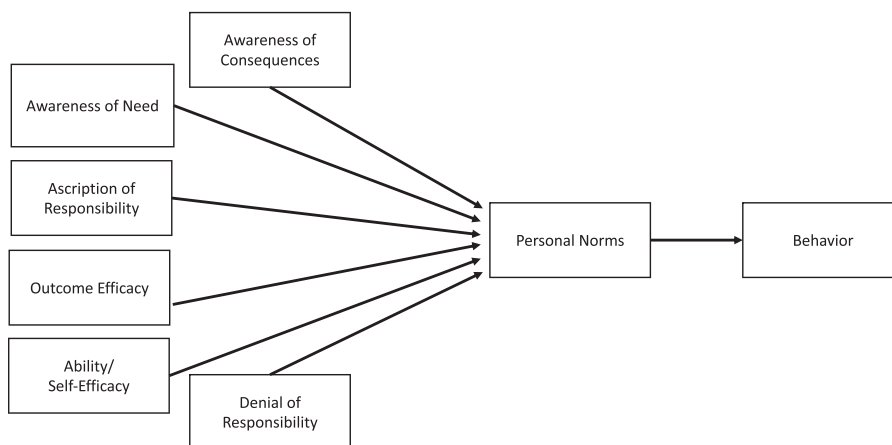 Awareness of
Consequences
Awareness of Need
Ascription of
Responsibility
Outcome Efficacy
Ability/
Self-Efficacy
Denial of
Responsibility
Personal Norms
Behavior